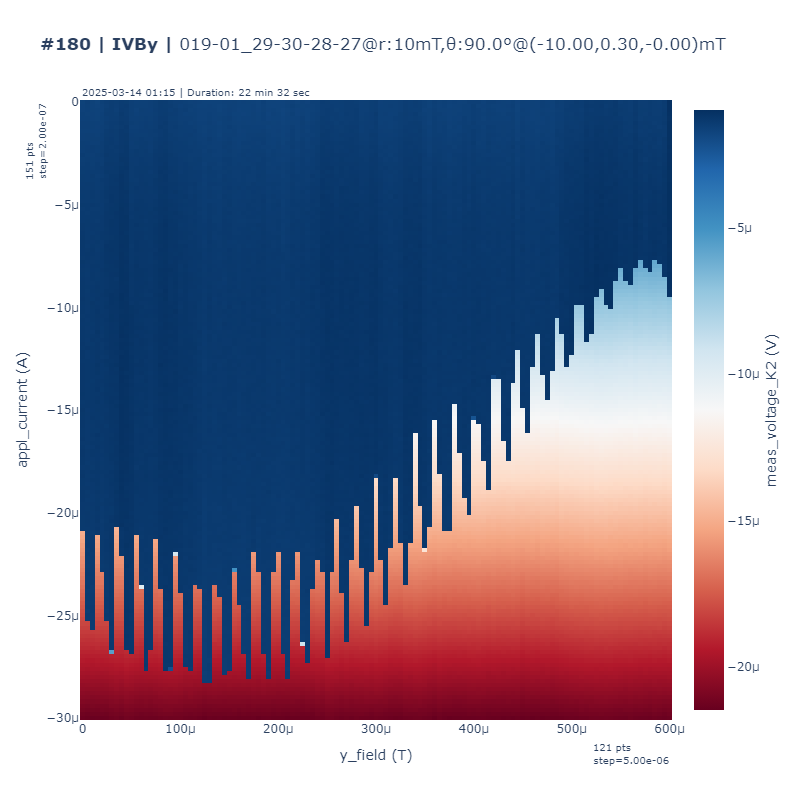 #180 | IVBy | 019-01_29-30-28-27@r:10mT,θ:90.0°@(-10.00,0.30,-0.00)mT
2025-03-14 01:15 | Duration: 22 min 32 sec
151 pts
step=2.00e-07
0
−5μ
−10μ
−15μ
−20μ
−25μ
−30μ
appl_current (A)
0
100μ
200μ
300μ
400μ
500μ
600μ
y_field (T)
121 pts
step=5.00e-06
−5μ
−10μ
−15μ
−20μ
meas_voltage_K2 (V)